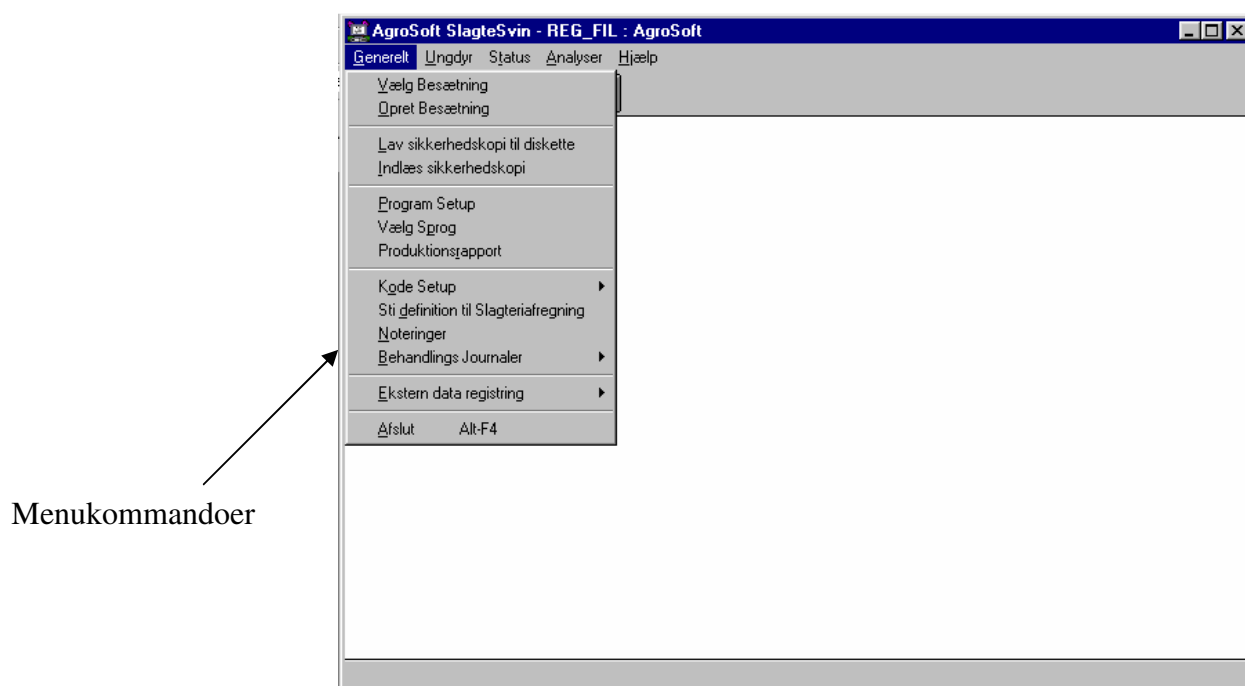 AgroSoft SlagteSvin - REG_FIL : AgroSoft
Generelt Ungdyr Status Analyser Hjælp
Vælg Besætning
Opret Besætning
Lav sikkerhedskopi til diskette
Indlæs sikkerhedskopi
Program Setup
Vælg Sprog
Produktionsrapport
Kode Setup
Sti definition til Slagteriafregning
Noteringer
Behandlings Journaler
Ekstern data registring
Afslut Alt-F4
Menukommandoer